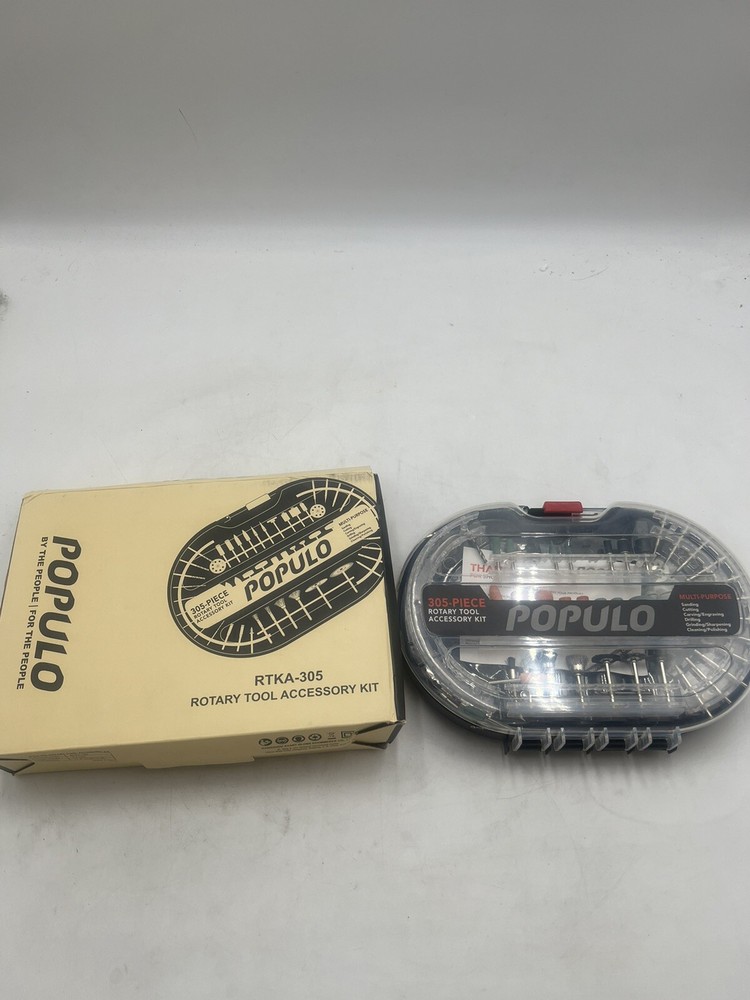 POPULO
BY THE PEOPLE | FOR THE PEOPLE
305-PIECE
ROTARY TOOL
ACCESSORY KIT
POPULO
MULTI PURPOSE
RTKA-305
ROTARY TOOL ACCESSORY KIT
THA
305-PIECE
ROTARY TOOL
ACCESSORY KIT
POPULO
MULTI-PURPOSE
Sanding
Cutting
Carving/Engraving
Drilling
Grinding/Sharpening
Cleaning/Polishing